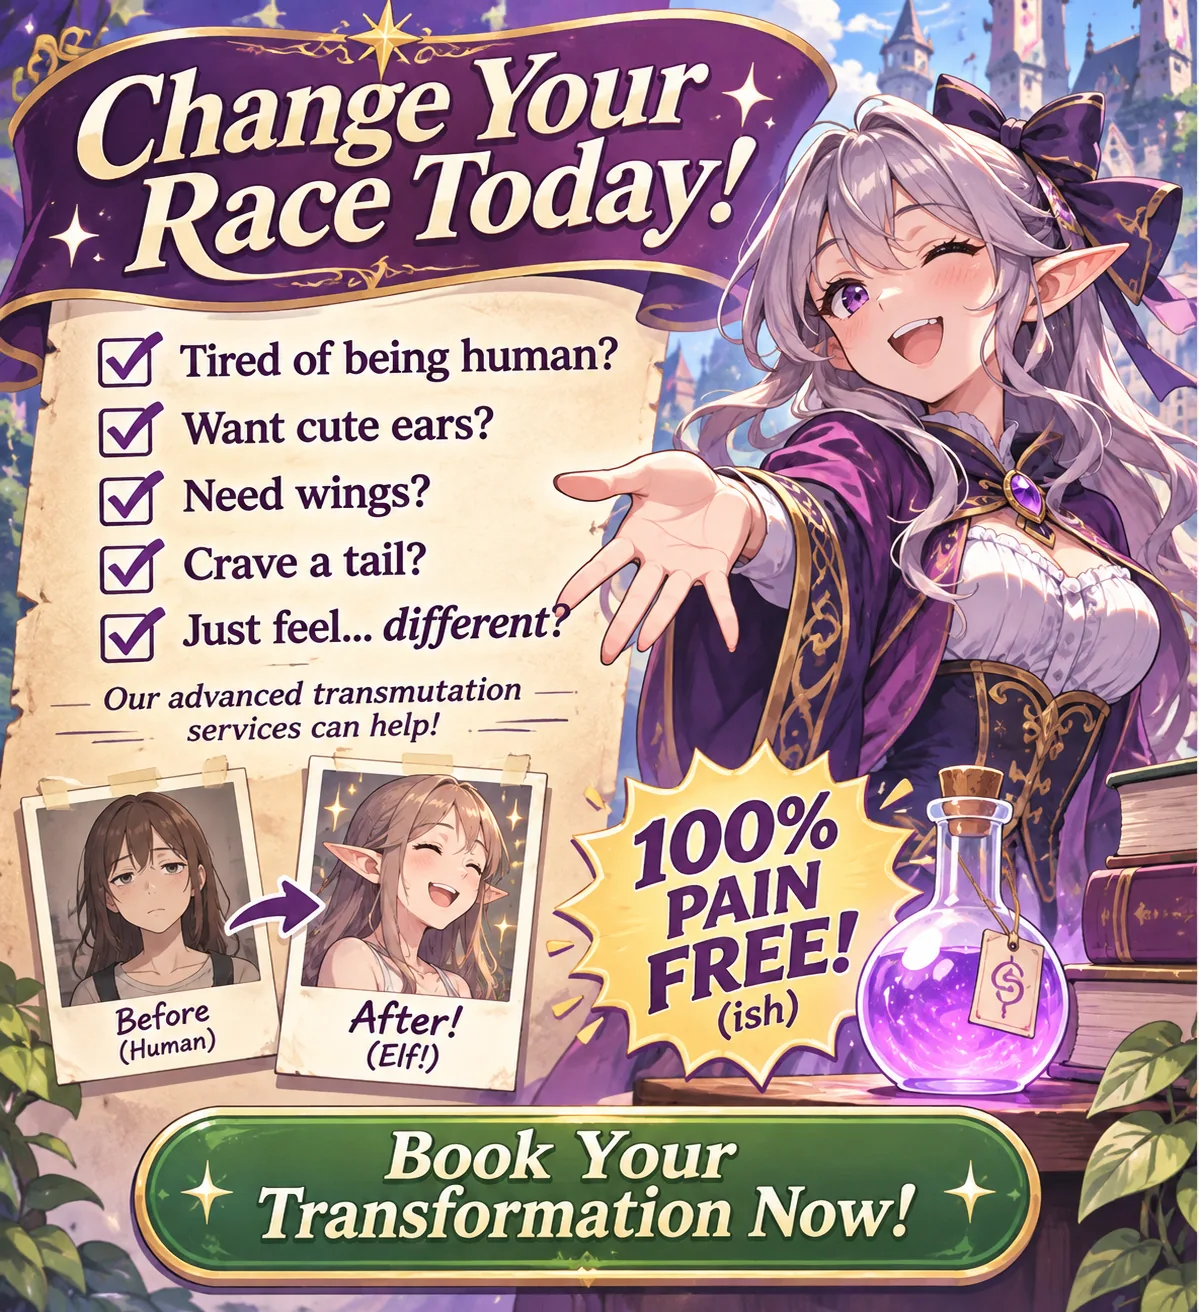 Change Your
Race Today!
Tired of being human?
Want cute ears?
Need wings?
Crave a tail?
Just feel... different?
Our advanced transmutation
services can help!
Before
(Human)
After!
(Elf!)
100%
PAIN
FREE!
(ish)
Book Your
Transformation Now!